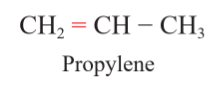 CH₂ = CH – CH₃
Propylene